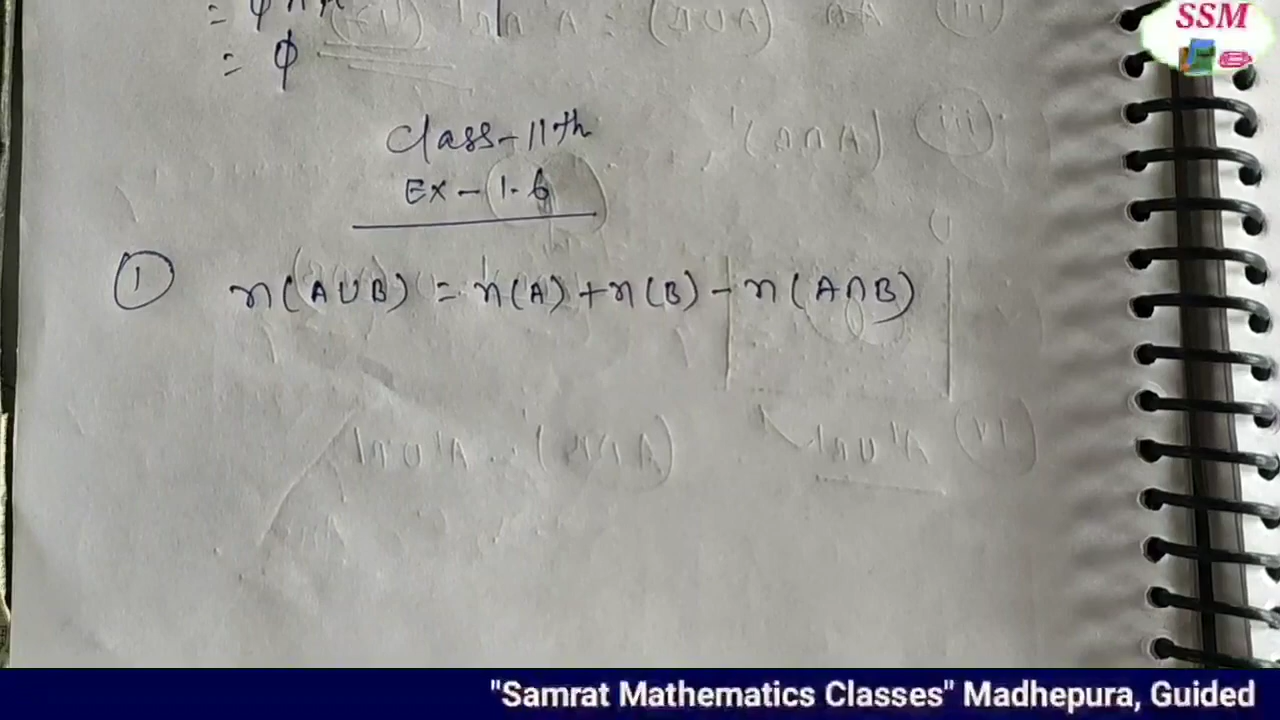 = φ
SSM
Class-11th
Ex - 1.6
① n(A∪B) = n(A) + n(B) - n(A∩B)
"Samrat Mathematics Classes" Madhepura, Guided